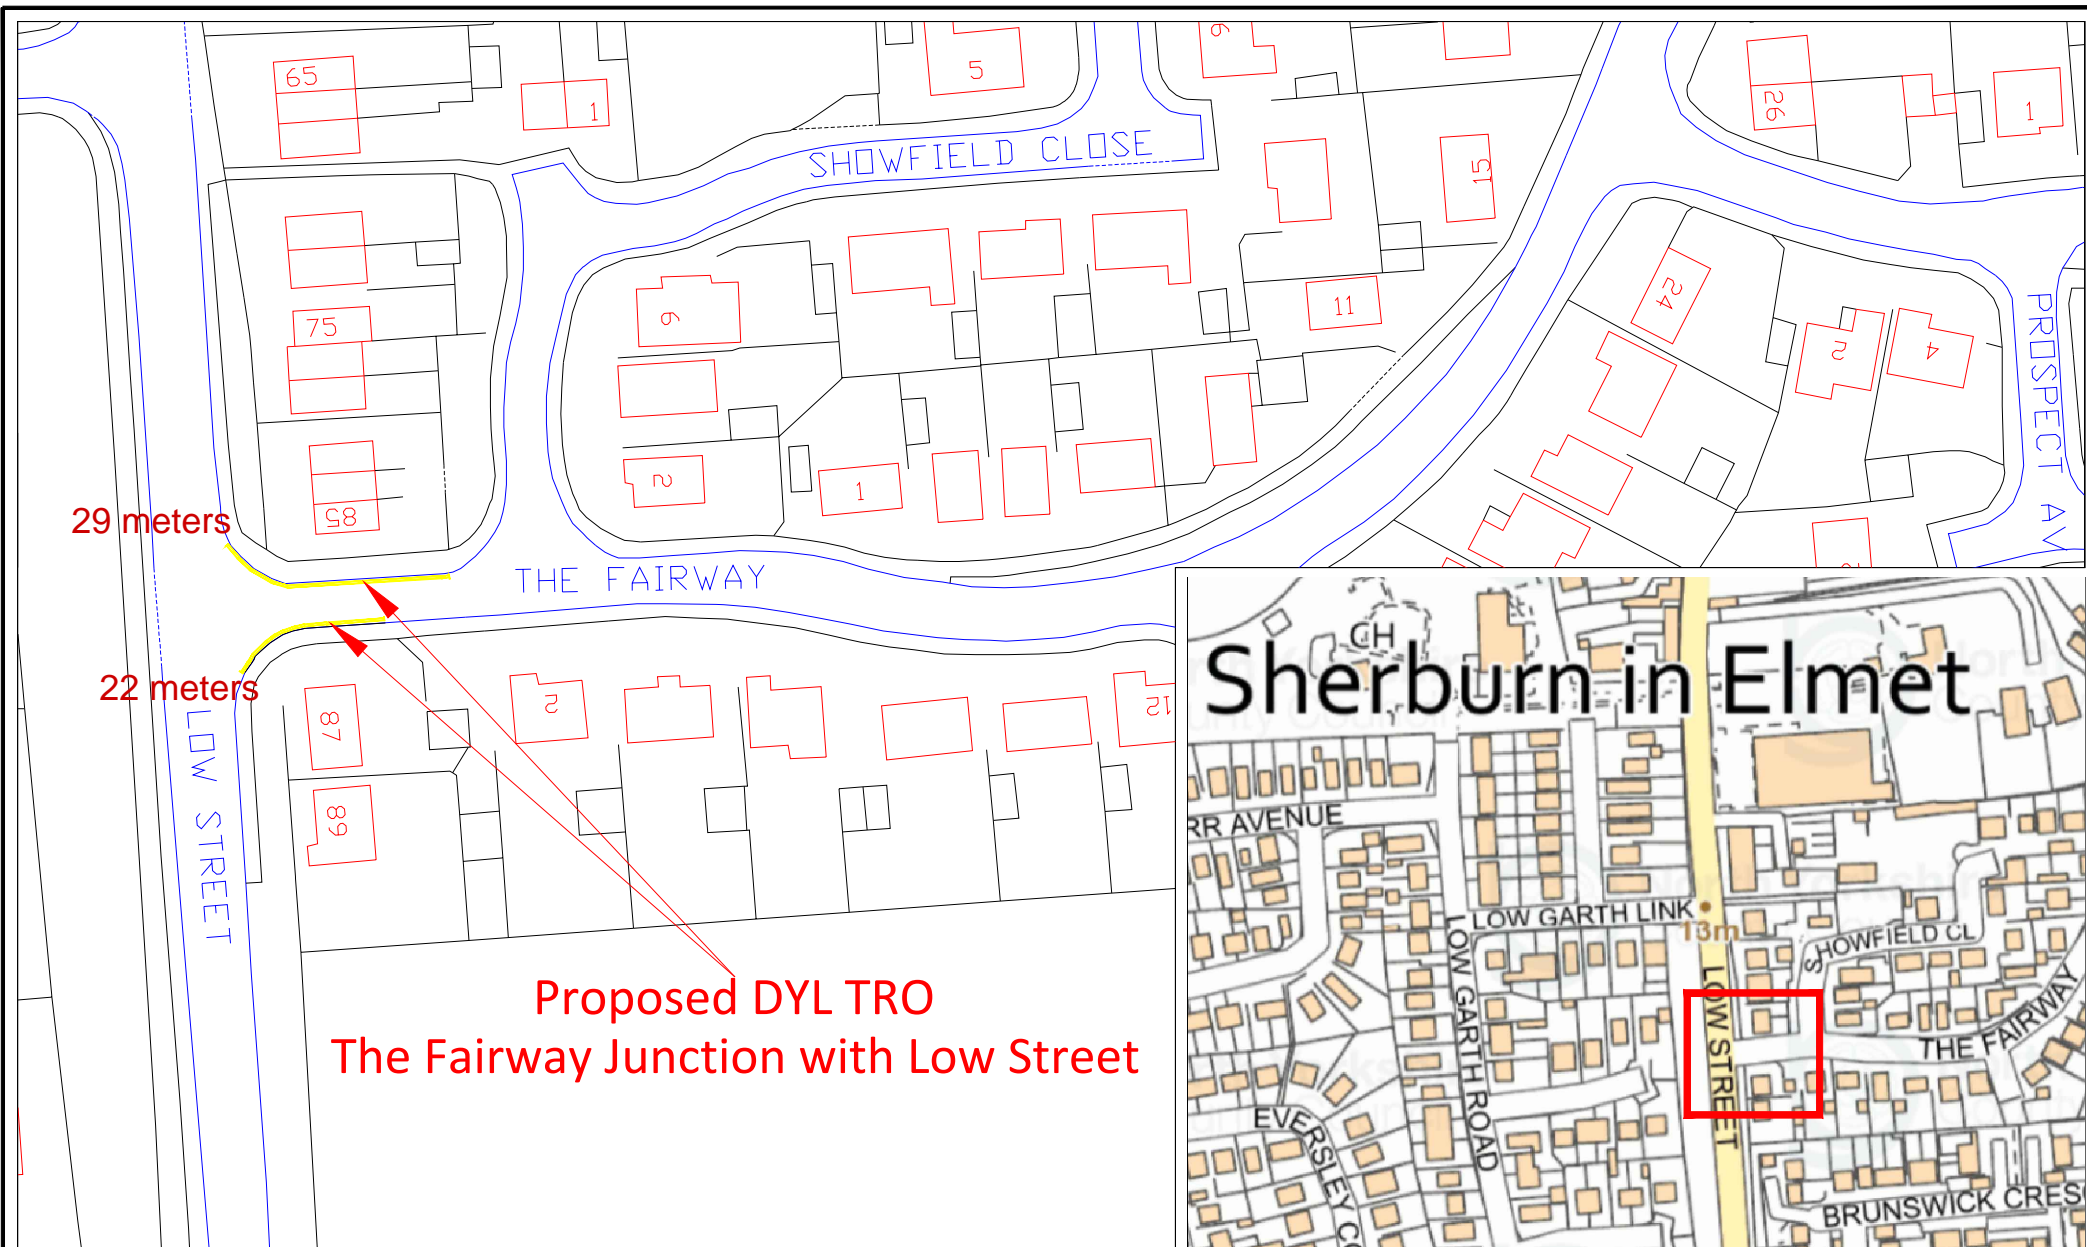 65
1
5
6
SHOWFIELD CLOSE
15
26
1
75
6
11
24
2
4
PROSPECT AV
85
2
1
29 meters
THE FAIRWAY
22 meters
87
2
12
89
LOW STREET
Proposed DYL TRO
The Fairway Junction with Low Street
CH
Sherburn in Elmet
RR AVENUE
LOW GARTH LINK
13m
SHOWFIELD CL
LOW GARTH ROAD
LOW STREET
THE FAIRWAY
EVERSLEY CO
BRUNSWICK CRES